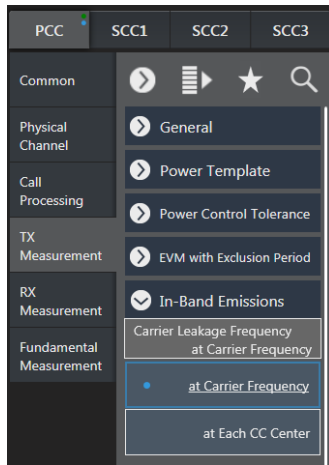 PCC SCC1 SCC2 SCC3
Common
Physical
Channel
Call
Processing
TX
Measurement
RX
Measurement
Fundamental
Measurement
General
Power Template
Power Control Tolerance
EVM with Exclusion Period
In-Band Emissions
Carrier Leakage Frequency
at Carrier Frequency
at Carrier Frequency
at Each CC Center